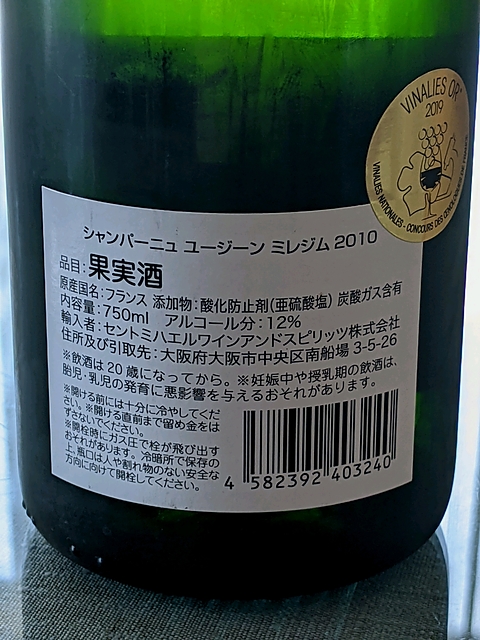 VINALIES OR
2019
VINALIES NATIONALES - CONCOURS DES
シャンパーニュ ユージーン ミレジム 2010
品目:果実酒
原産国名:フランス 添加物:酸化防止剤(亜硫酸塩) 炭酸ガス含有
内容量:750ml アルコール分:12%
輸入者:セントミハエルワインアンドスピリッツ株式会社
住所及び引取先:大阪府大阪市中央区南船場 3-5-26
※飲酒は20歳になってから。※妊娠中や授乳期の飲酒は、
胎児・乳児の発育に悪影響を与えるおそれがあります。
※開ける前には十分に冷やしてくだ
さい。※開ける直前まで留め金をは
ずさないでください。
※開栓時にガス圧で栓が飛び出す
おそれがあります。冷暗所で保存の
上、瓶口は人や割れ物のない安全な
方向に向けて開栓してください。
4 582392 403240